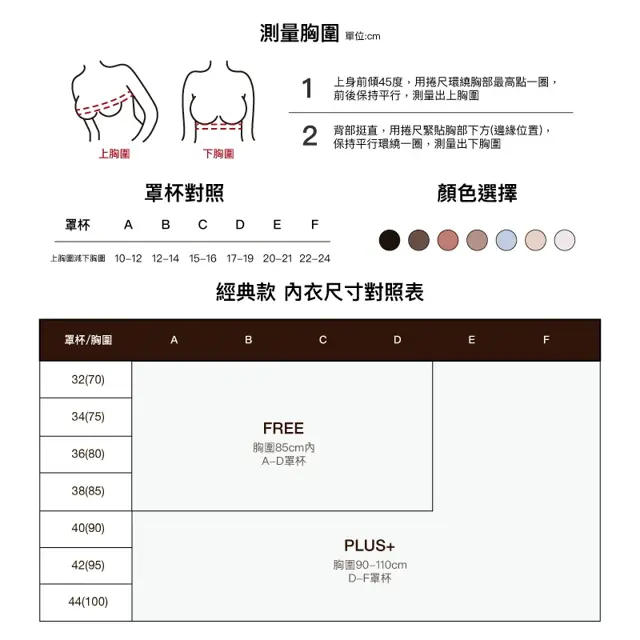 測量胸圍 單位:cm
上胸圍
下胸圍
1 上身前傾45度，用捲尺環繞胸部最高點一圈，
前後保持平行，測量出上胸圍
2 背部挺直，用捲尺緊貼胸部下方(邊緣位置)，
保持平行環繞一圈，測量出下胸圍
罩杯對照
罩杯 A B C D E F
上胸圍減下胸圍 10–12 12–14 15–16 17–19 20–21 22–24
顏色選擇
經典款 內衣尺寸對照表
罩杯/胸圍 A B C D E F
32(70)
34(75)
36(80)
38(85)
40(90)
42(95)
44(100)
FREE
胸圍85cm內
A–D罩杯
PLUS+
胸圍90–110cm
D–F罩杯